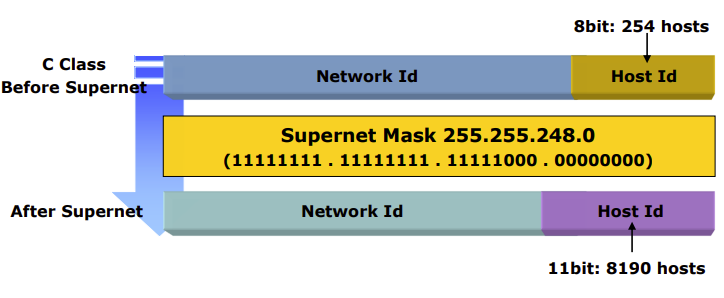 8bit: 254 hosts
C Class
Before Supernet
Network Id
Host Id
Supernet Mask 255.255.248.0
(11111111 . 11111111 . 11111000 . 00000000)
After Supernet
Network Id
Host Id
11bit: 8190 hosts